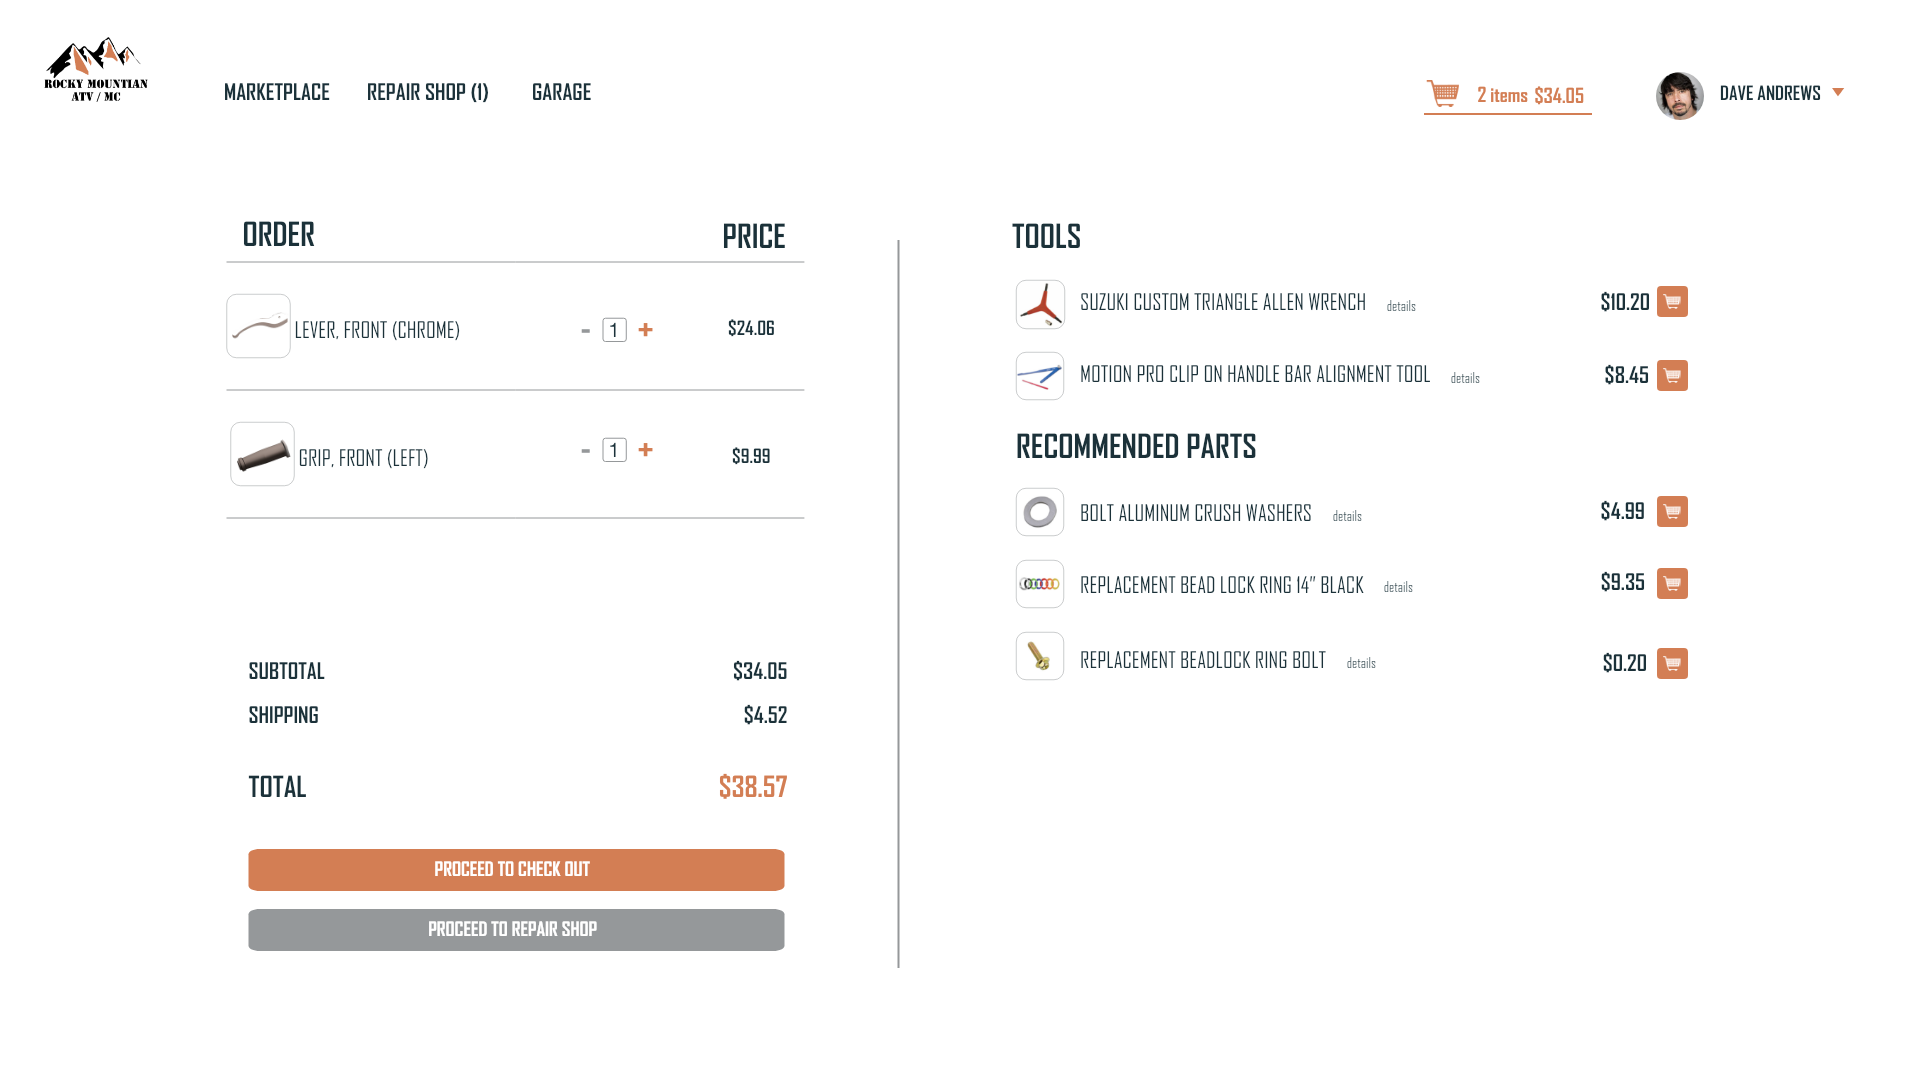 ROCKY MOUNTIAN
ATV / MC
MARKETPLACE
REPAIR SHOP (1)
GARAGE
2 items $34.05
DAVE ANDREWS
ORDER
PRICE
LEVER, FRONT (CHROME)
- 1 +
$24.06
GRIP, FRONT (LEFT)
- 1 +
$9.99
SUBTOTAL
$34.05
SHIPPING
$4.52
TOTAL
$38.57
PROCEED TO CHECK OUT
PROCEED TO REPAIR SHOP
TOOLS
SUZUKI CUSTOM TRIANGLE ALLEN WRENCH details
$10.20
MOTION PRO CLIP ON HANDLE BAR ALIGNMENT TOOL details
$8.45
RECOMMENDED PARTS
BOLT ALUMINUM CRUSH WASHERS details
$4.99
REPLACEMENT BEAD LOCK RING 14" BLACK details
$9.35
REPLACEMENT BEADLOCK RING BOLT details
$0.20